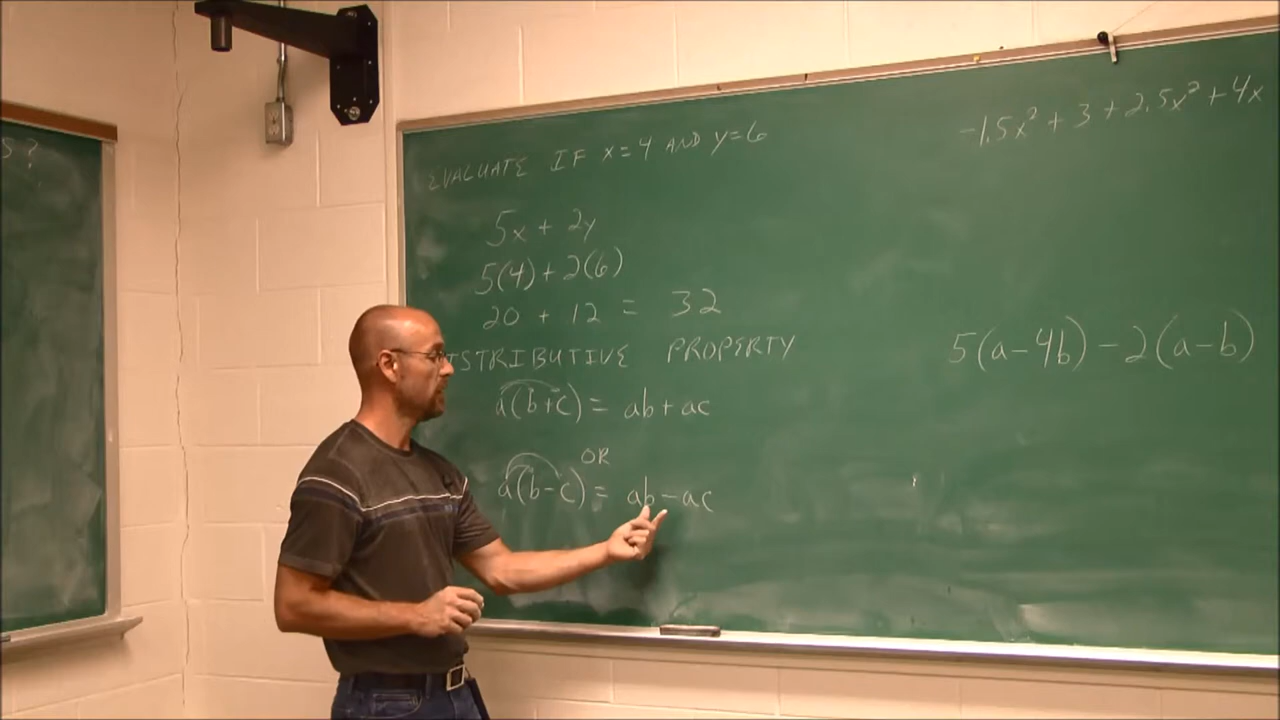 S?
EVALUATE IF x=4 AND y=6
5x + 2y
5(4) + 2(6)
20 + 12 = 32
ISTRIBUTIVE PROPERTY
a(b+c) = ab + ac
OR
a(b-c) = ab - ac
-1.5x² + 3 + 2.5x² + 4x
5(a-4b) - 2(a-b)